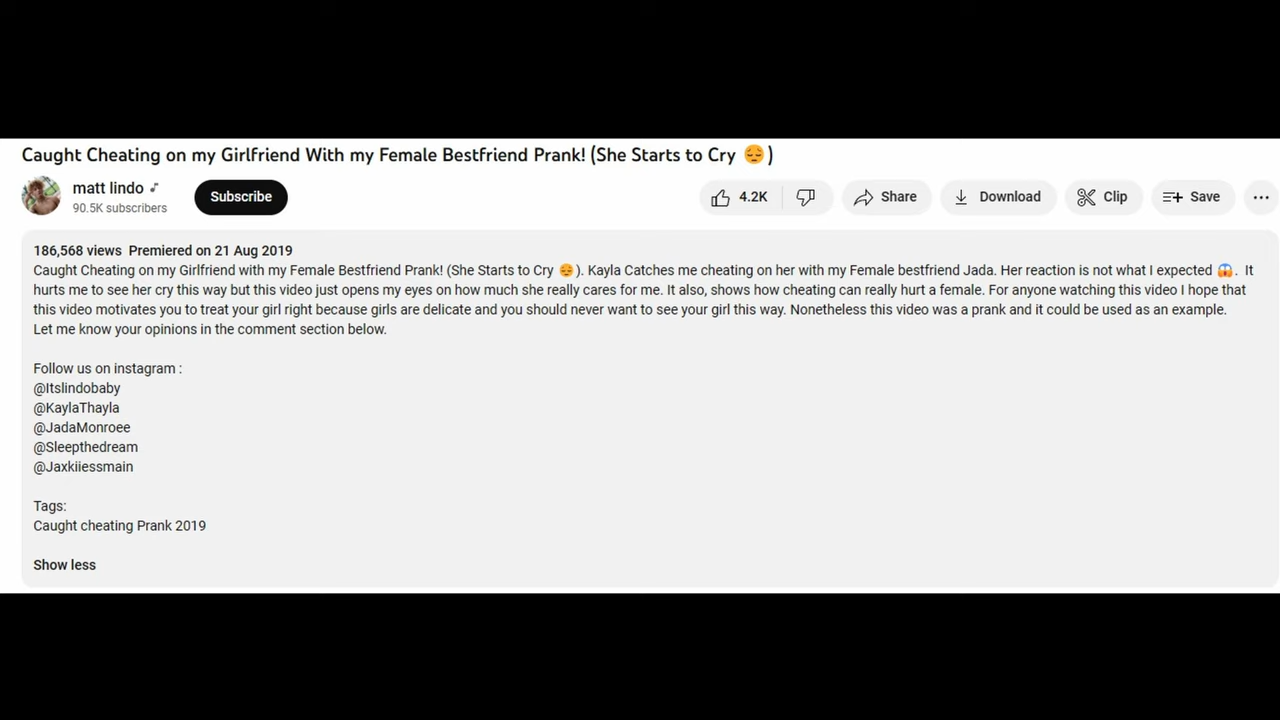 Caught Cheating on my Girlfriend With my Female Bestfriend Prank! (She Starts to Cry 😔)
matt lindo
90.5K subscribers
Subscribe
4.2K
Share
Download
Clip
Save
186,568 views Premiered on 21 Aug 2019
Caught Cheating on my Girlfriend with my Female Bestfriend Prank! (She Starts to Cry 😔). Kayla Catches me cheating on her with my Female bestfriend Jada. Her reaction is not what I expected 😱. It
hurts me to see her cry this way but this video just opens my eyes on how much she really cares for me. It also, shows how cheating can really hurt a female. For anyone watching this video I hope that
this video motivates you to treat your girl right because girls are delicate and you should never want to see your girl this way. Nonetheless this video was a prank and it could be used as an example.
Let me know your opinions in the comment section below.
Follow us on instagram :
@Itslindobaby
@KaylaThayla
@JadaMonroee
@Sleepthedream
@Jaxkiiessmain
Tags:
Caught cheating Prank 2019
Show less